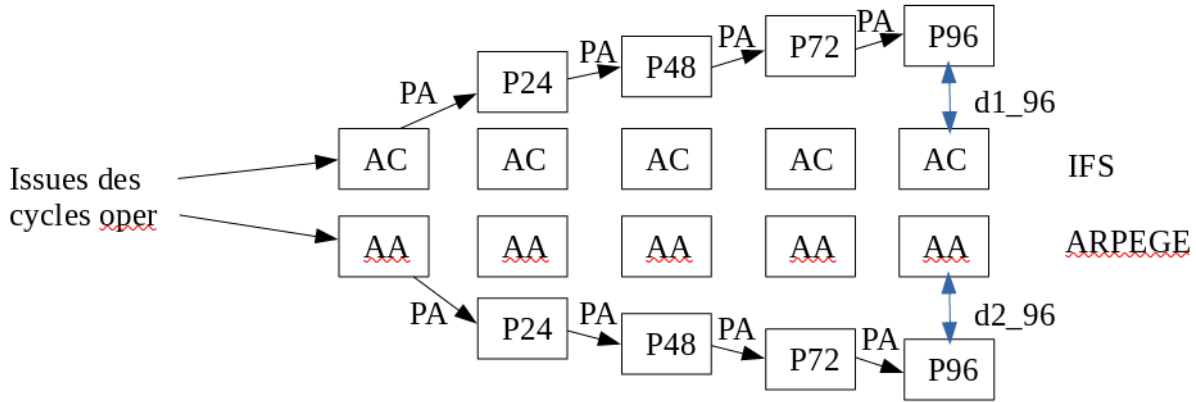 PA P96
PA P72
PA P48
PA P24
d1_96
AC AC AC AC AC IFS
Issues des
cycles oper
AA AA AA AA AA ARPEGE
PA P24
PA P48
PA P72
PA P96
d2_96